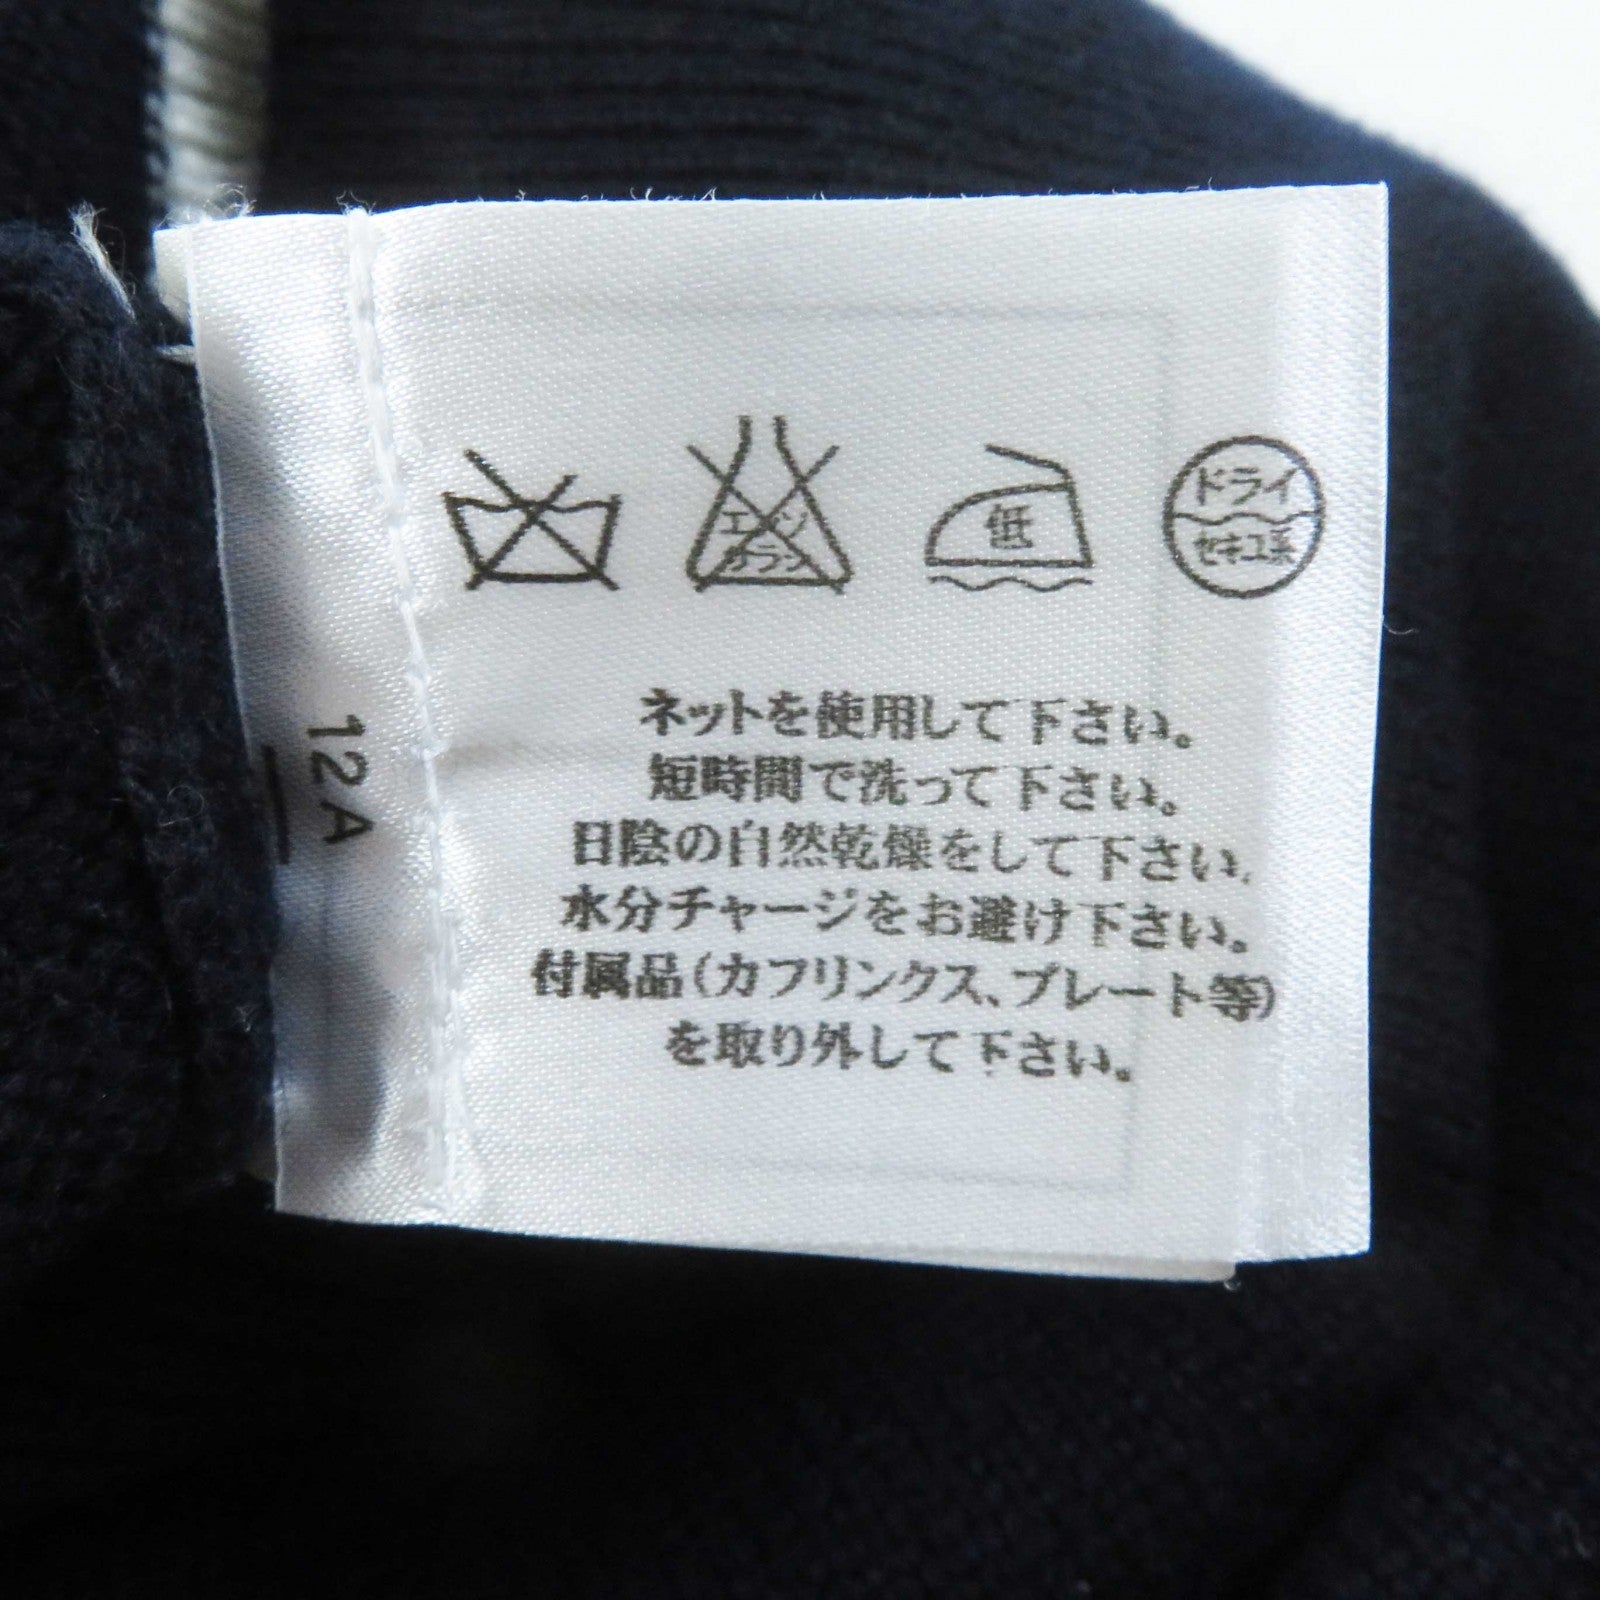 エンソ
サラシ
低
ドライ
セキユ系
ネットを使用して下さい。
短時間で洗って下さい。
日陰の自然乾燥をして下さい。
水分チャージをお避け下さい。
付属品(カフリンクス、プレート等)
を取り外して下さい。
12A